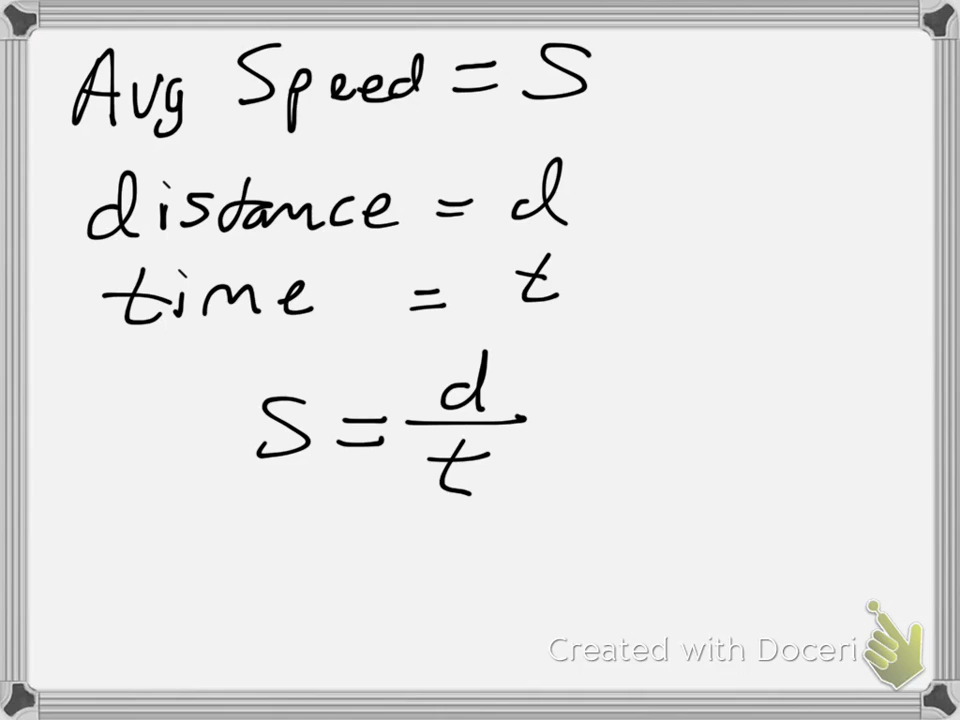 Avg Speed = S
distance = d
time = t
S = d/t
Created with Doceri